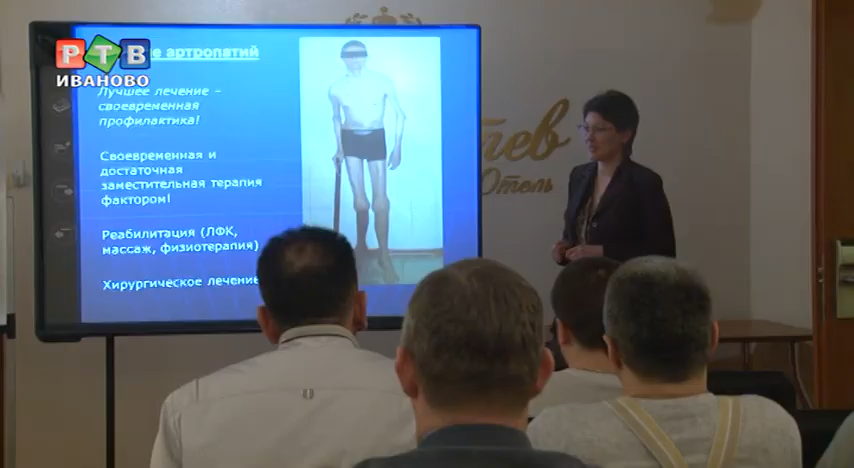 РТВ
ИВАНОВО
е артропатий
Лучшее лечение –
своевременная
профилактика!
Своевременная и
достаточная
заместительная терапия
фактором!
Реабилитация (ЛФК,
массаж, физиотерапия)
Хирургическое лечение
тев
Отель